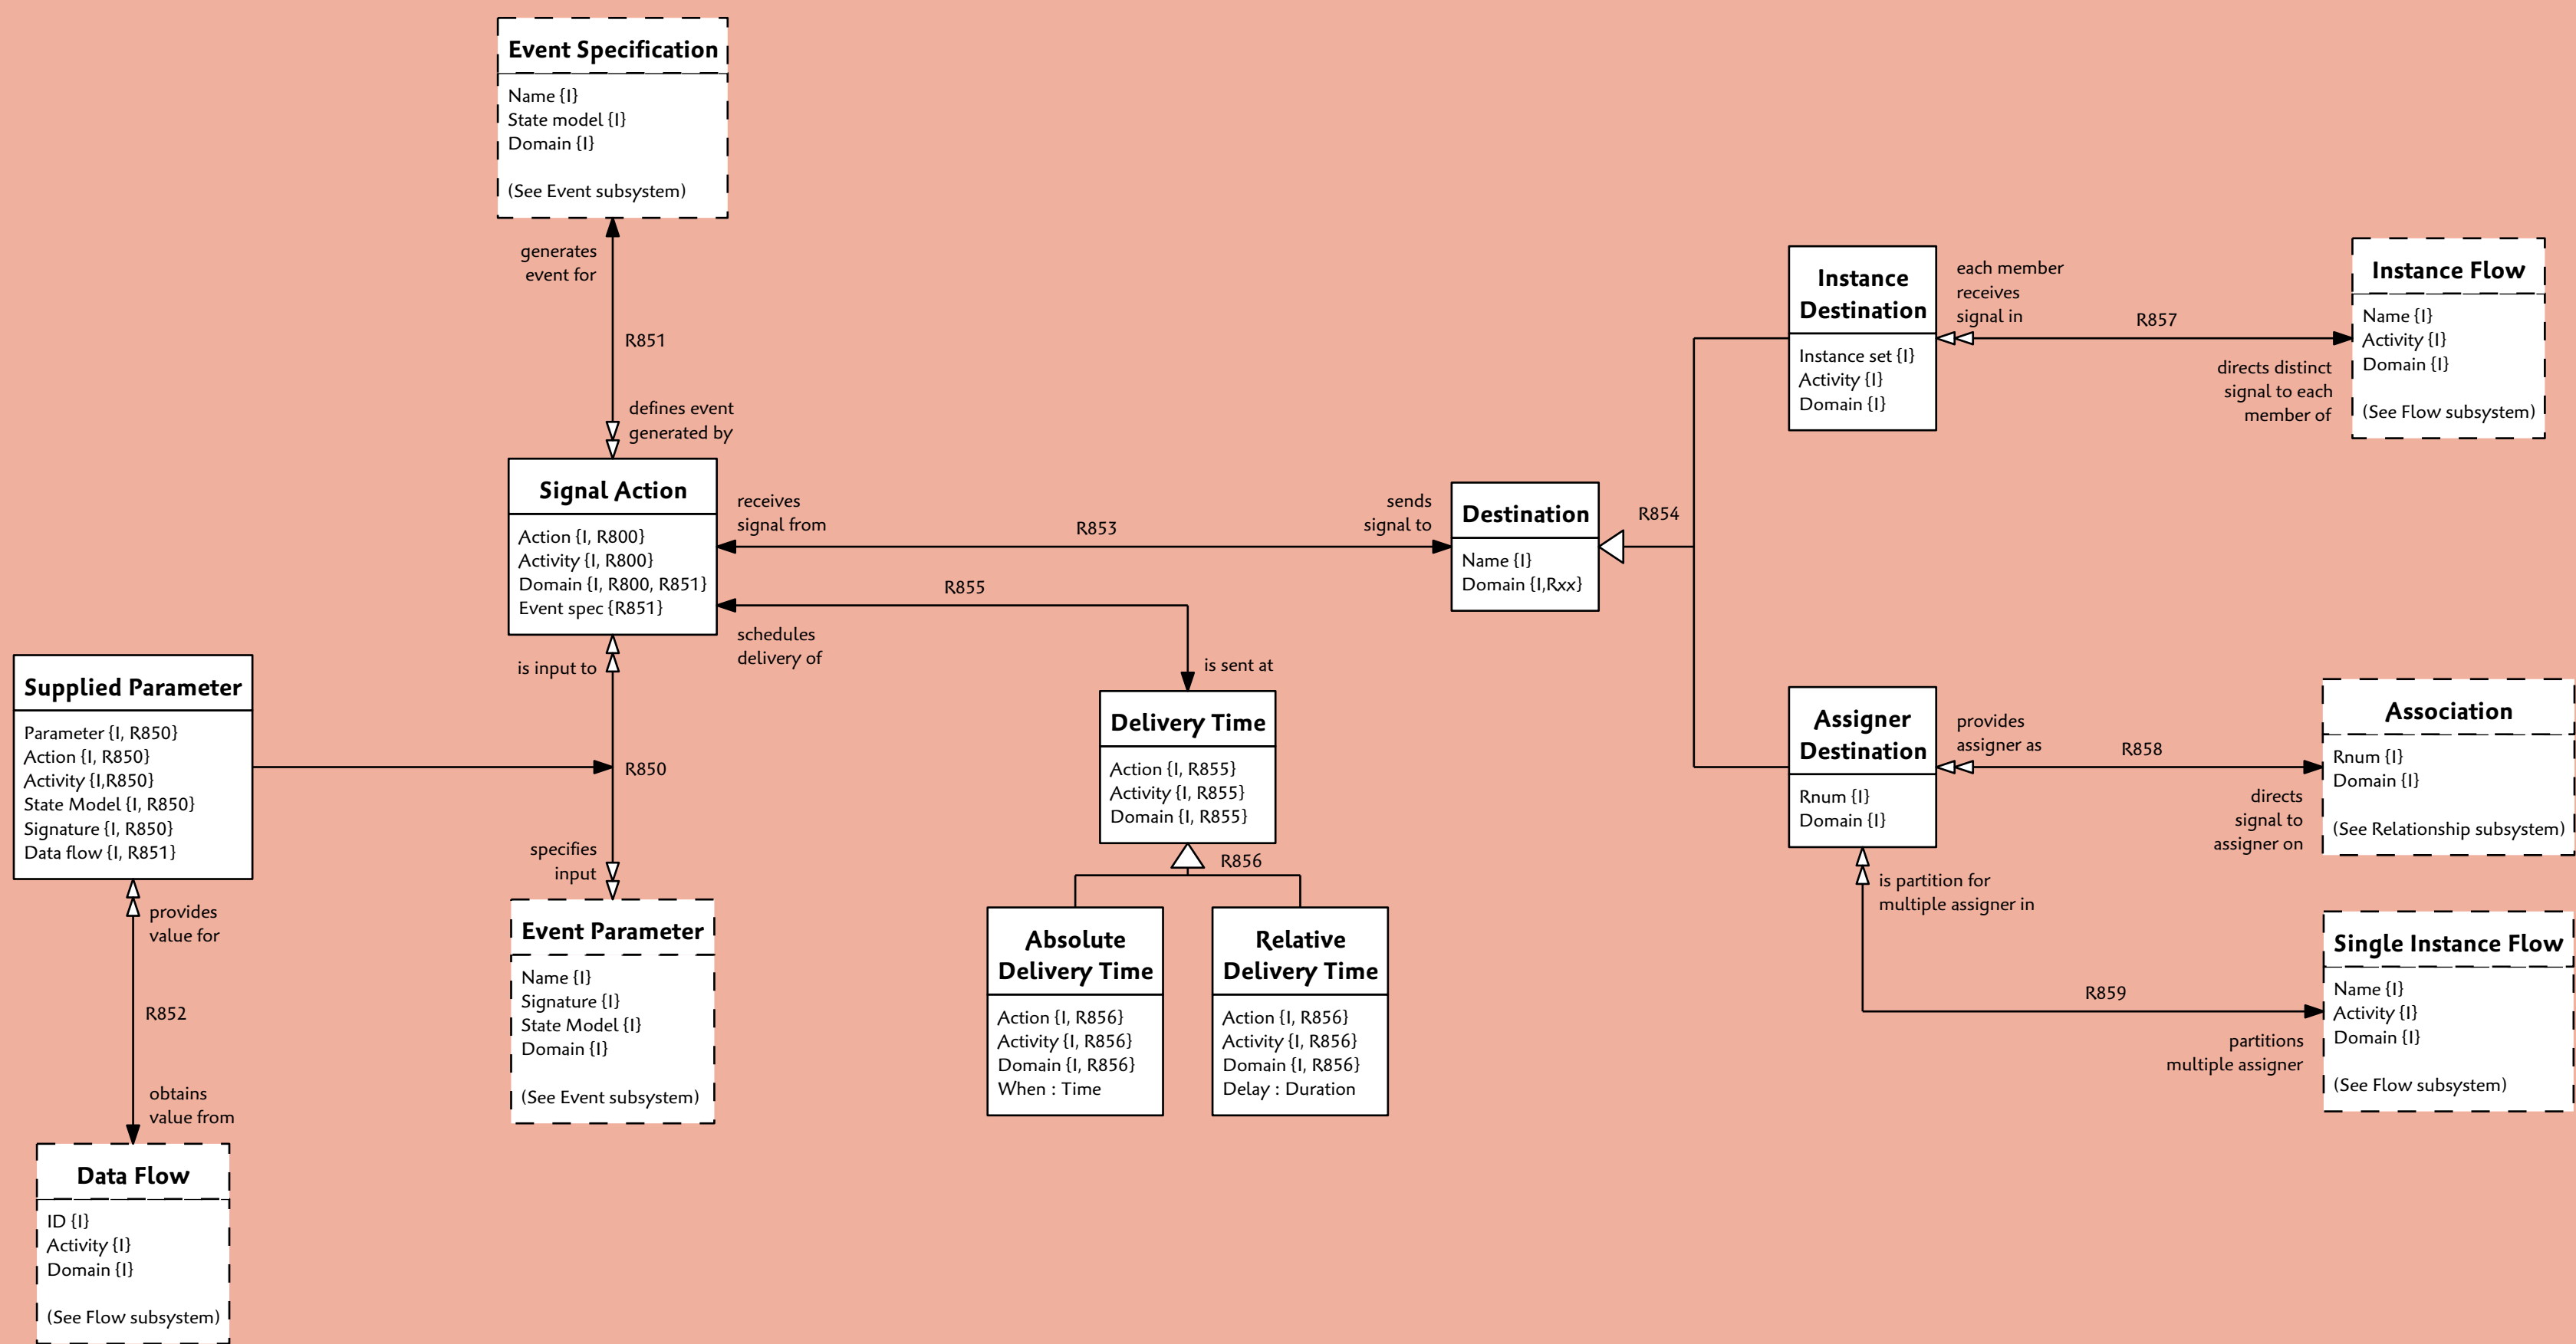 Event Specification
Name {I}
State model {I}
Domain {I}
(See Event subsystem)
generates
event for
R851
defines event
generated by
Signal Action
Action {I, R800}
Activity {I, R800}
Domain {I, R800, R851}
Event spec {R851}
receives
signal from
R853
sends
signal to
R855
schedules
delivery of
is sent at
Destination
Name {I}
Domain {I,Rxx}
R854
Instance
Destination
Instance set {I}
Activity {I}
Domain {I}
each member
receives
signal in
R857
directs distinct
signal to each
member of
Instance Flow
Name {I}
Activity {I}
Domain {I}
(See Flow subsystem)
Supplied Parameter
Parameter {I, R850}
Action {I, R850}
Activity {I,R850}
State Model {I, R850}
Signature {I, R850}
Data flow {I, R851}
is input to
R850
specifies
input
Event Parameter
Name {I}
Signature {I}
State Model {I}
Domain {I}
(See Event subsystem)
provides
value for
R852
obtains
value from
Data Flow
ID {I}
Activity {I}
Domain {I}
(See Flow subsystem)
Delivery Time
Action {I, R855}
Activity {I, R855}
Domain {I, R855}
R856
Absolute
Delivery Time
Action {I, R856}
Activity {I, R856}
Domain {I, R856}
When : Time
Relative
Delivery Time
Action {I, R856}
Activity {I, R856}
Domain {I, R856}
Delay : Duration
Assigner
Destination
Rnum {I}
Domain {I}
provides
assigner as
R858
directs
signal to
assigner on
Association
Rnum {I}
Domain {I}
(See Relationship subsystem)
is partition for
multiple assigner in
R859
partitions
multiple assigner
Single Instance Flow
Name {I}
Activity {I}
Domain {I}
(See Flow subsystem)